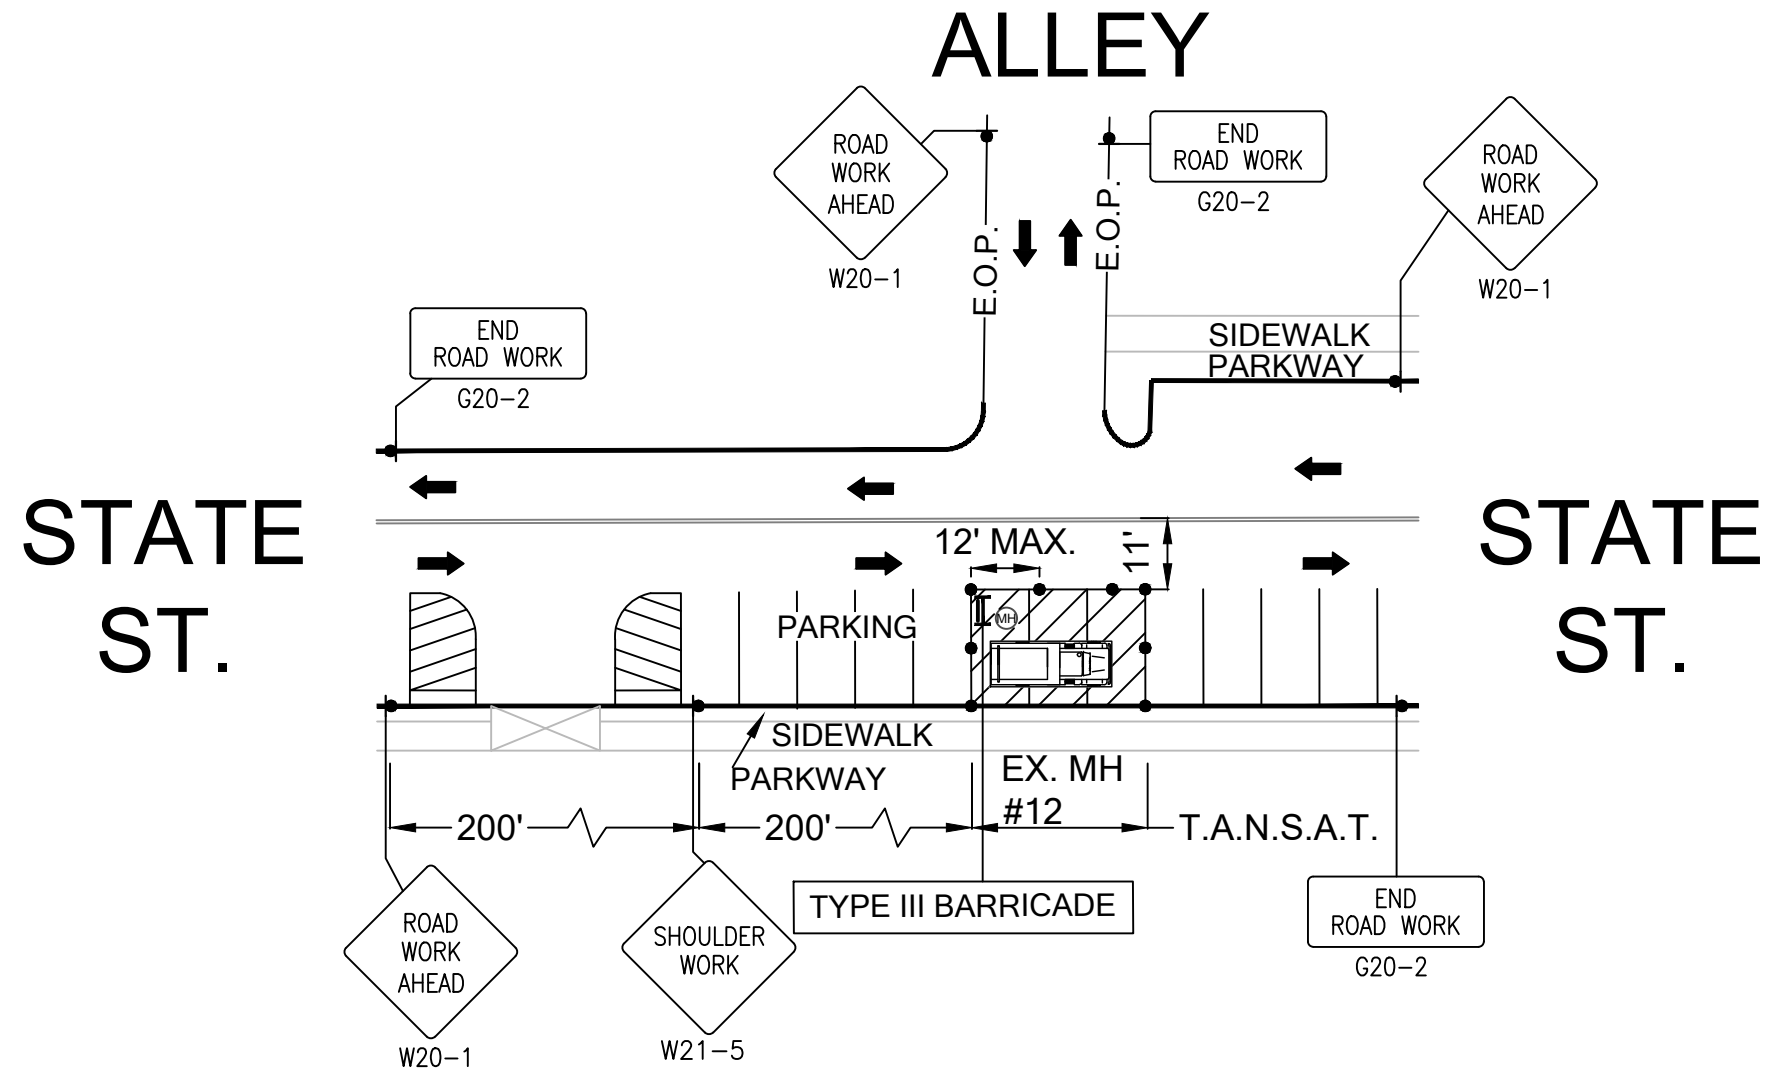 ALLEY
ROAD
WORK
AHEAD
W20-1
END
ROAD WORK
G20-2
ROAD
WORK
AHEAD
W20-1
E.O.P.
E.O.P.
SIDEWALK
PARKWAY
END
ROAD WORK
G20-2
STATE
ST.
STATE
ST.
12' MAX.
11'
PARKING
MH
SIDEWALK
PARKWAY
EX. MH
#12
200'
200'
T.A.N.S.A.T.
TYPE III BARRICADE
ROAD
WORK
AHEAD
W20-1
SHOULDER
WORK
W21-5
END
ROAD WORK
G20-2